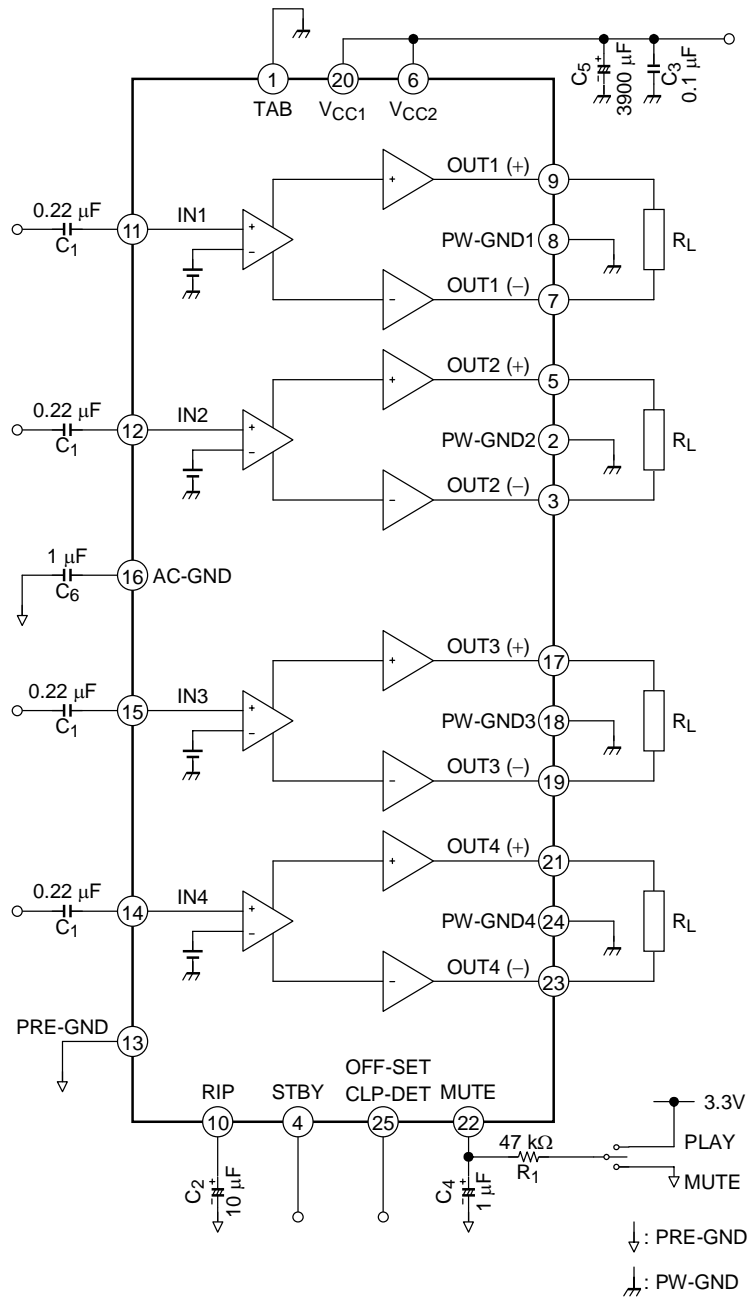 1
20
6
TAB
VCC1
VCC2
C5
3900 µF
C3
0.1 µF
OUT1 (+)
9
0.22 µF
C1
11
IN1
PW-GND1
8
RL
OUT1 (−)
7
OUT2 (+)
5
0.22 µF
C1
12
IN2
PW-GND2
2
RL
OUT2 (−)
3
1 µF
C6
16
AC-GND
OUT3 (+)
17
0.22 µF
C1
15
IN3
PW-GND3
18
RL
OUT3 (−)
19
OUT4 (+)
21
0.22 µF
C1
14
IN4
PW-GND4
24
RL
OUT4 (−)
23
PRE-GND
13
RIP
STBY
OFF-SET
CLP-DET
MUTE
10
4
25
22
3.3V
47 kΩ
R1
PLAY
MUTE
C2
10 µF
C4
1 µF
: PRE-GND
: PW-GND